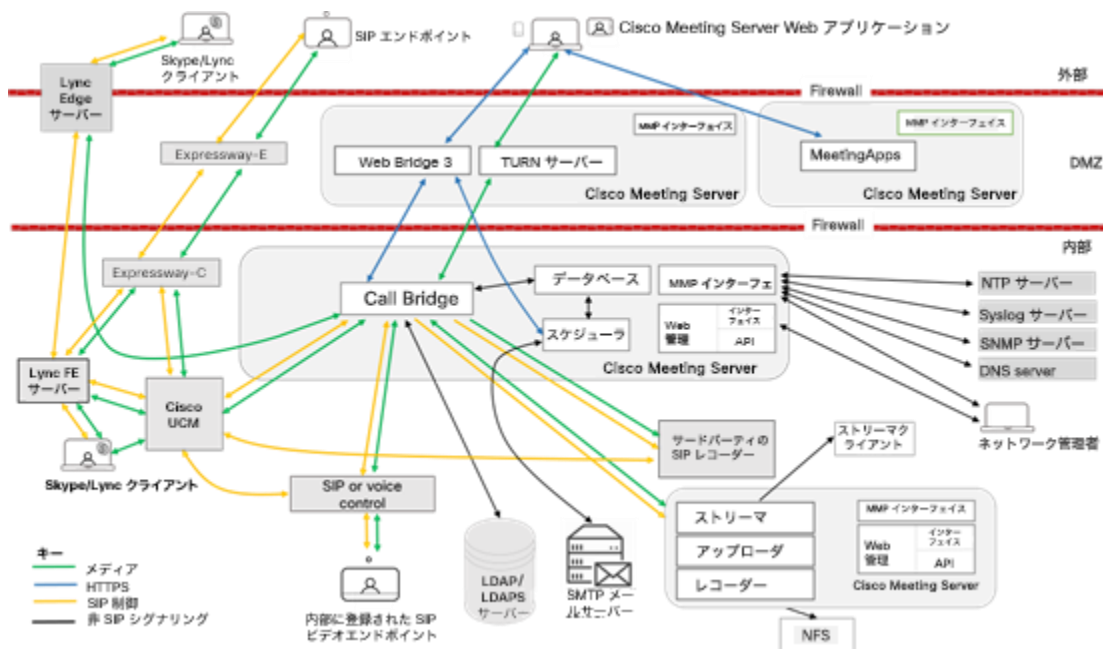 Skype/Lync
クライアント
SIP エンドポイント
Cisco Meeting Server Web アプリケーション
外部
Lync
Edge
サーバー
Firewall
MMP インターフェイス
MMP インターフェイス
Expressway-E
Web Bridge 3
TURN サーバー
MeetingApps
DMZ
Cisco Meeting Server
Cisco Meeting Server
Firewall
内部
Expressway-C
Call Bridge
データベース
MMP インターフェ
NTP サーバー
Syslog サーバー
スケジューラ
Web
管理
インター
フェイス
API
SNMP サーバー
DNS server
Cisco Meeting Server
Lync FE
サーバー
Cisco
UCM
ネットワーク管理者
ストリーマク
ライアント
サードパーティの
SIP レコーダー
Skype/Lync クライアント
SIP or voice
control
ストリーマ
アップローダ
レコーダー
MMP インターフェイス
Web
管理
インター
フェイス
API
Cisco Meeting Server
キー
メディア
HTTPS
SIP 制御
非 SIP シグナリング
内部に登録された SIP
ビデオエンドポイント
LDAP/
LDAPS
サーバー
SMTP メー
ルサーバー
NFS